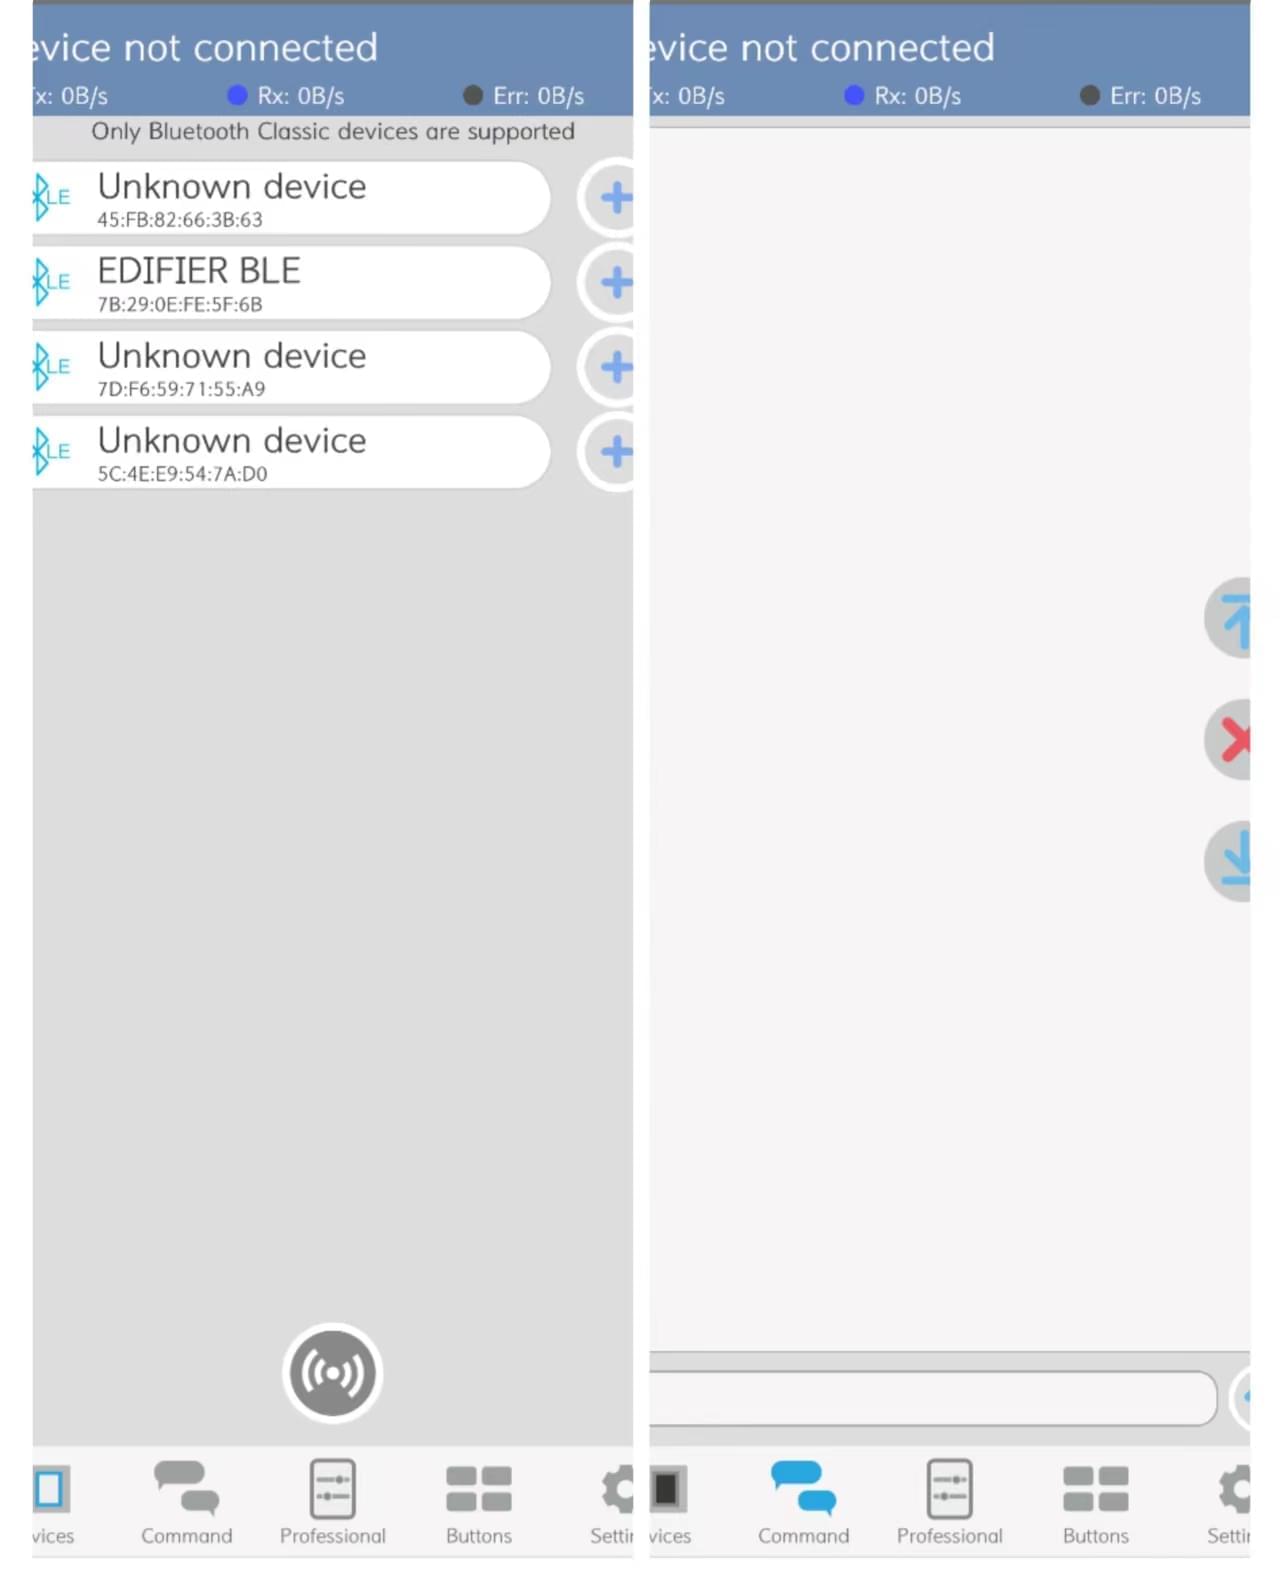 evice not connected
x: 0B/s Rx: 0B/s Err: 0B/s
Only Bluetooth Classic devices are supported
LE Unknown device
45:FB:82:66:3B:63
LE EDIFIER BLE
7B:29:0E:FE:5F:6B
LE Unknown device
7D:F6:59:71:55:A9
LE Unknown device
5C:4E:E9:54:7A:D0
vices Command Professional Buttons Settin
evice not connected
x: 0B/s Rx: 0B/s Err: 0B/s
vices Command Professional Buttons Settin